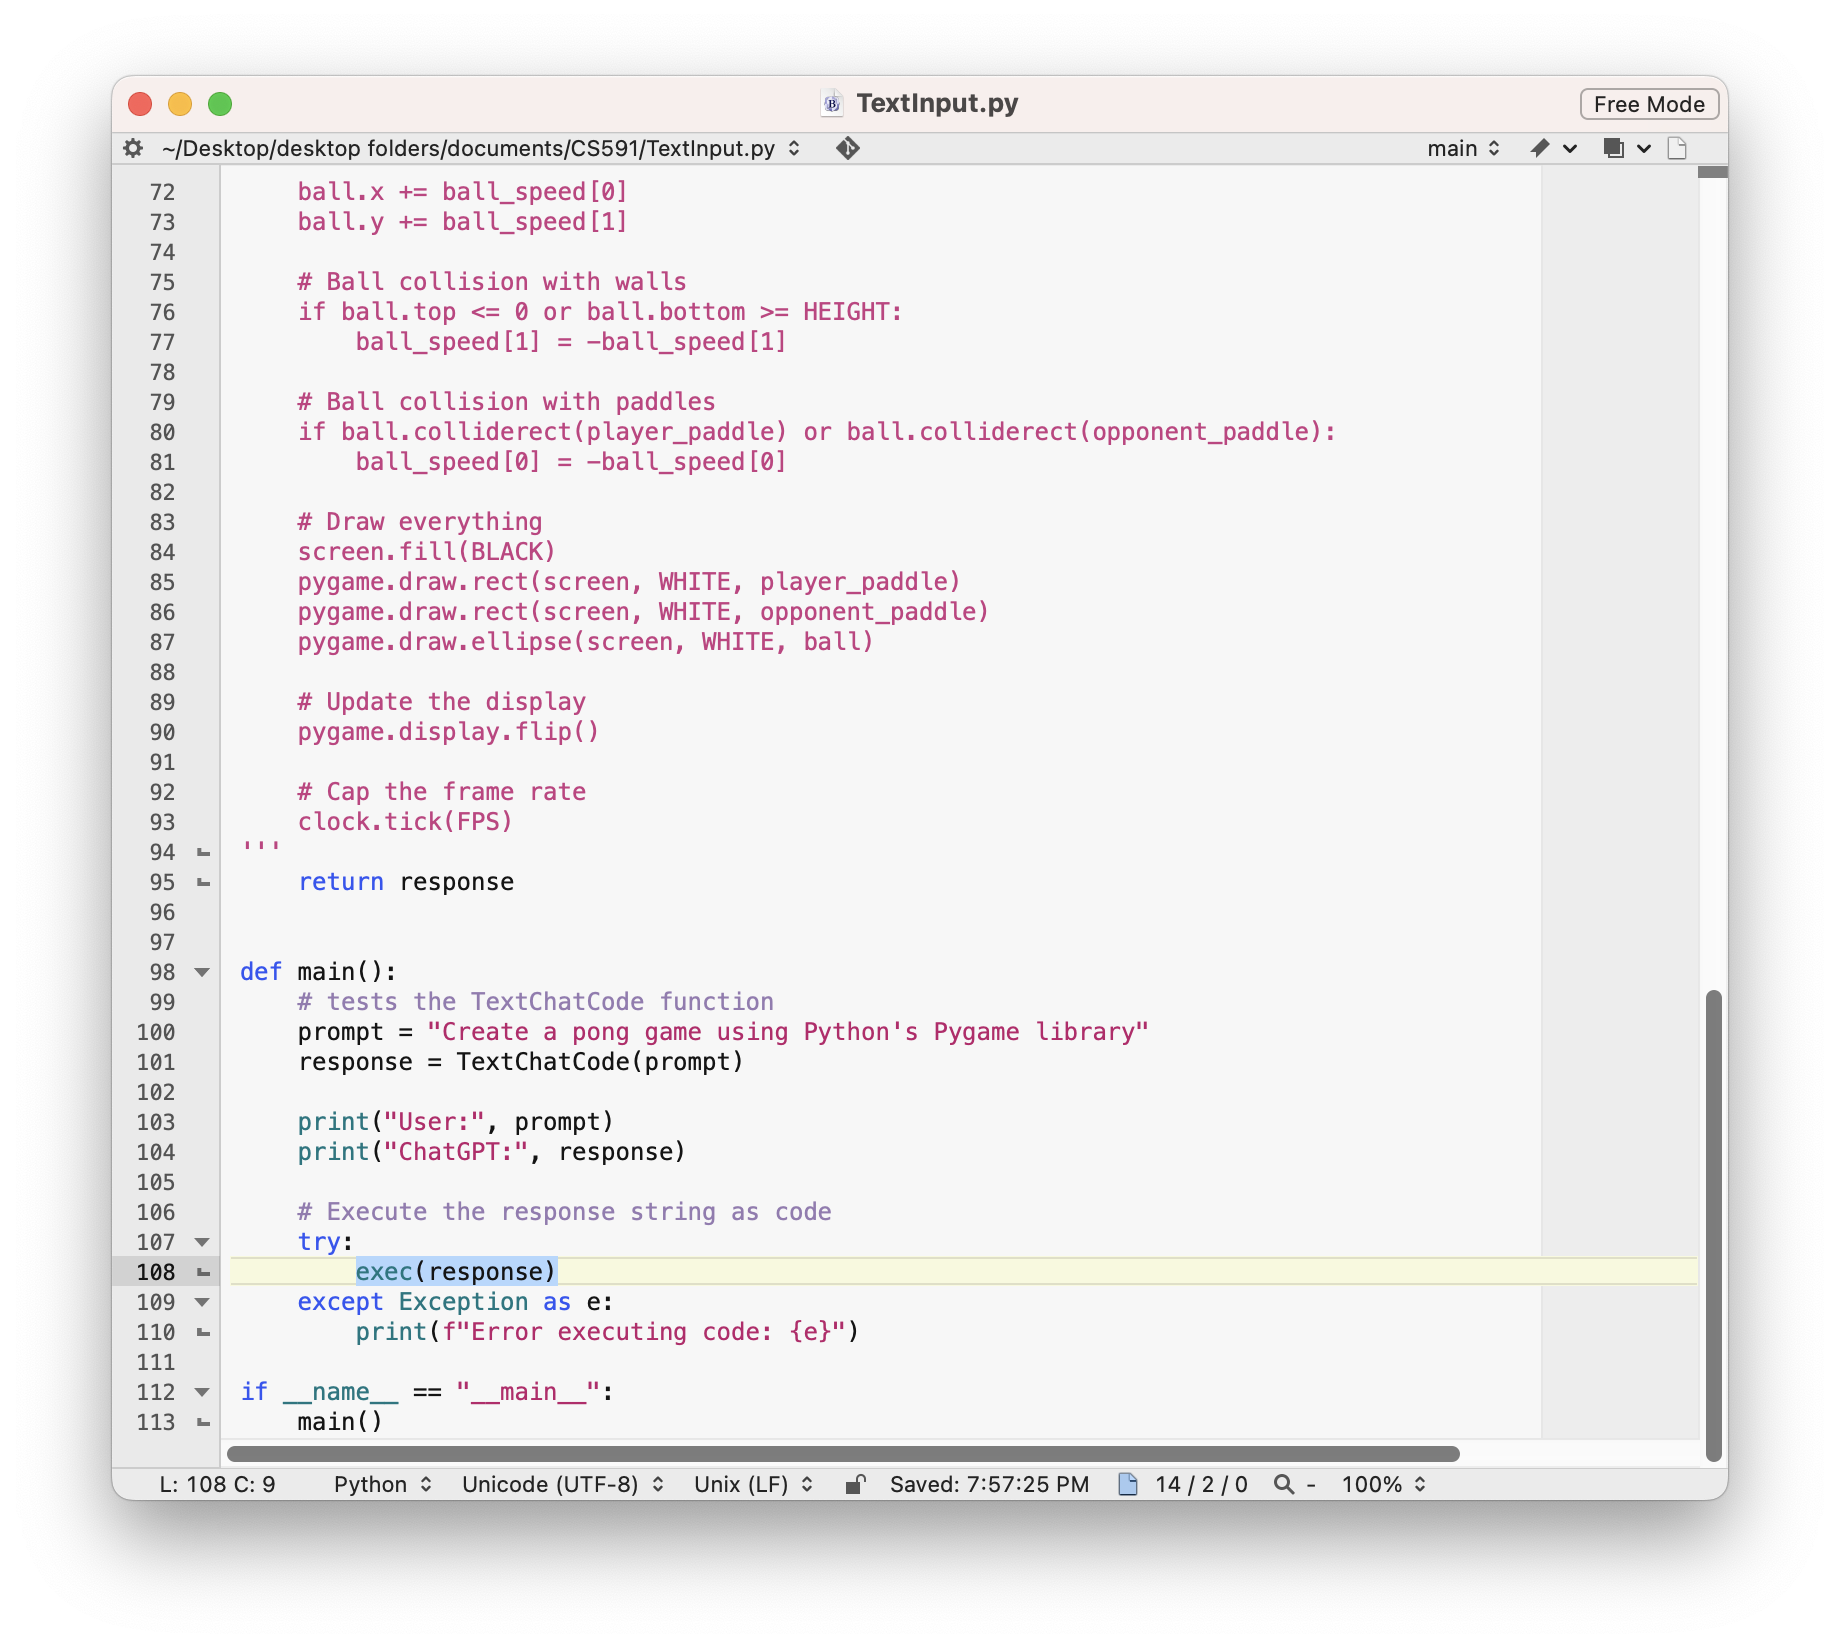 TextInput.py
Free Mode
~/Desktop/desktop folders/documents/CS591/TextInput.py main
72 ball.x += ball_speed[0]
73 ball.y += ball_speed[1]
74
75 # Ball collision with walls
76 if ball.top <= 0 or ball.bottom >= HEIGHT:
77 ball_speed[1] = -ball_speed[1]
78
79 # Ball collision with paddles
80 if ball.colliderect(player_paddle) or ball.colliderect(opponent_paddle):
81 ball_speed[0] = -ball_speed[0]
82
83 # Draw everything
84 screen.fill(BLACK)
85 pygame.draw.rect(screen, WHITE, player_paddle)
86 pygame.draw.rect(screen, WHITE, opponent_paddle)
87 pygame.draw.ellipse(screen, WHITE, ball)
88
89 # Update the display
90 pygame.display.flip()
91
92 # Cap the frame rate
93 clock.tick(FPS)
94 '''
95 return response
96
97
98 def main():
99 # tests the TextChatCode function
100 prompt = "Create a pong game using Python's Pygame library"
101 response = TextChatCode(prompt)
102
103 print("User:", prompt)
104 print("ChatGPT:", response)
105
106 # Execute the response string as code
107 try:
108 exec(response)
109 except Exception as e:
110 print(f"Error executing code: {e}")
111
112 if __name__ == "__main__":
113 main()
L: 108 C: 9 Python Unicode (UTF-8) Unix (LF) Saved: 7:57:25 PM 14 / 2 / 0 - 100%